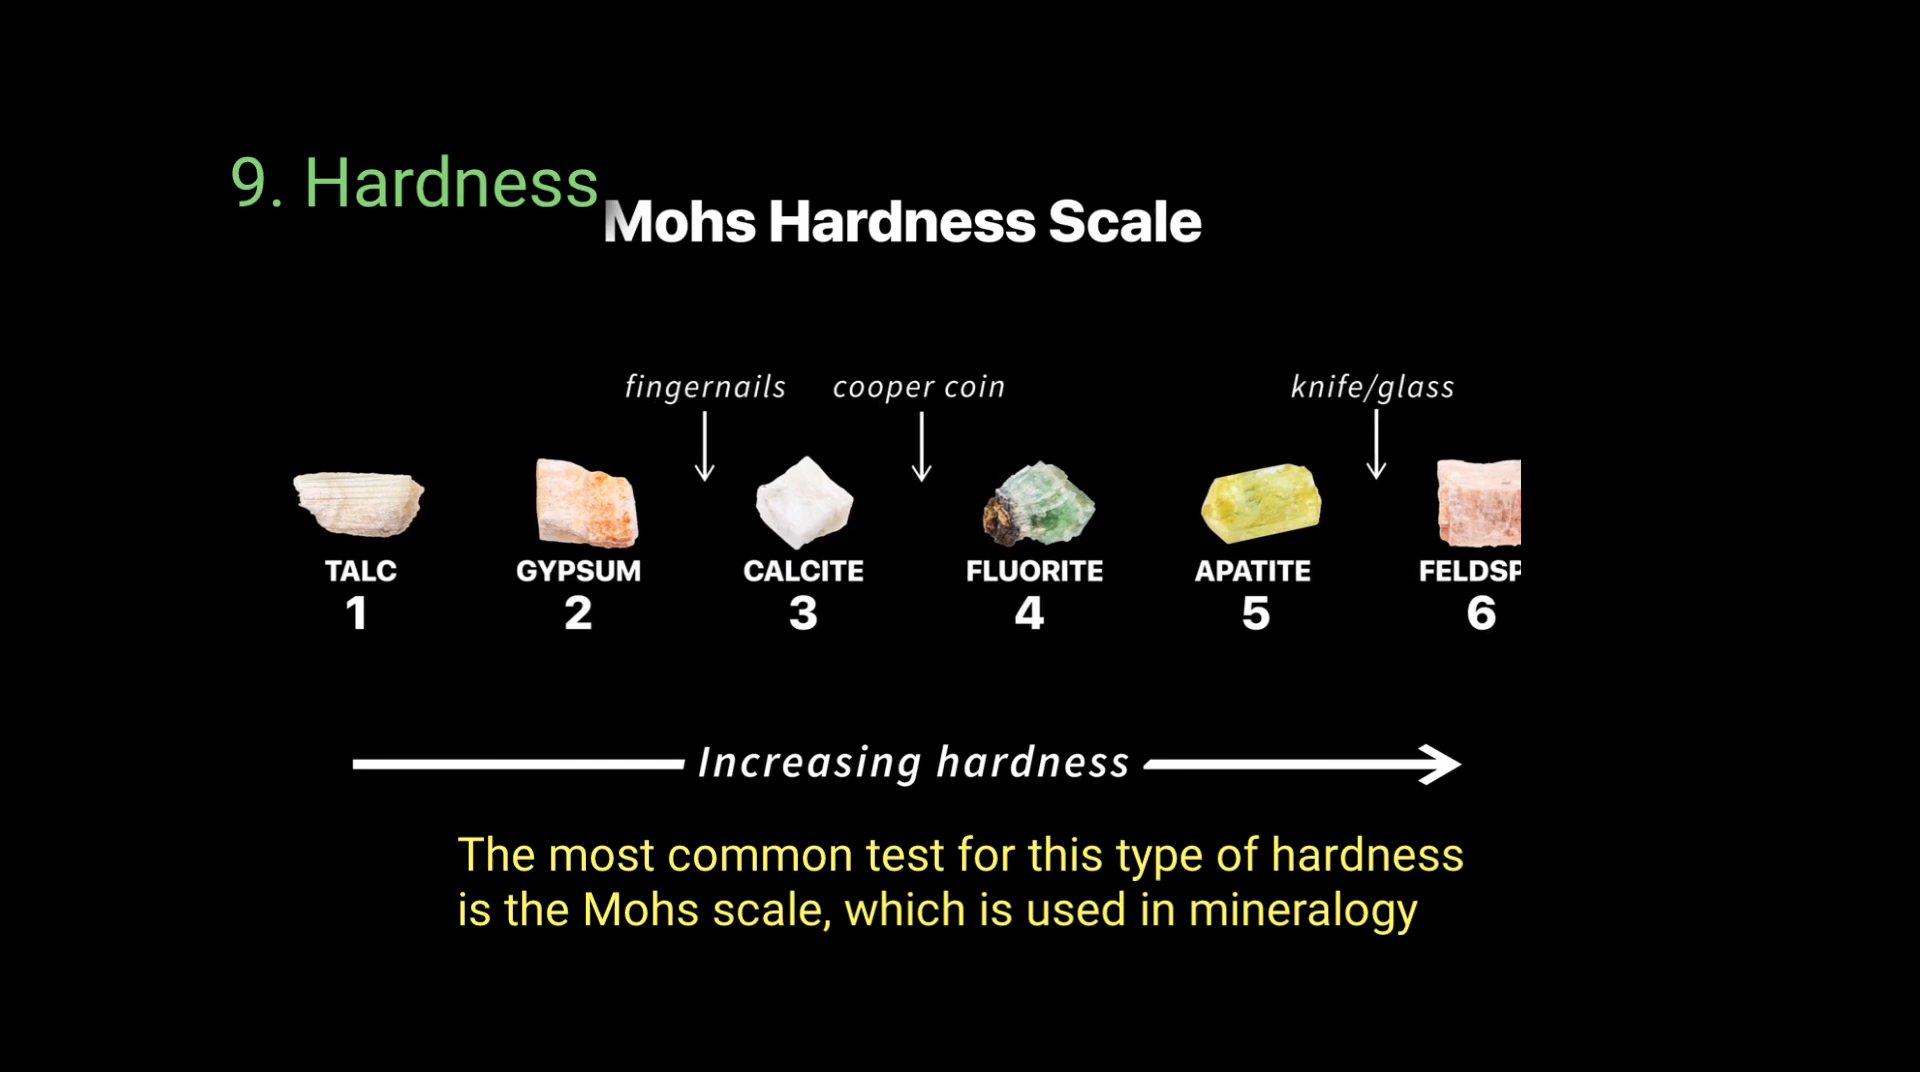 9. Hardness
Mohs Hardness Scale
fingernails cooper coin knife/glass
TALC GYPSUM CALCITE FLUORITE APATITE FELDSP
1 2 3 4 5 6
Increasing hardness
The most common test for this type of hardness
is the Mohs scale, which is used in mineralogy